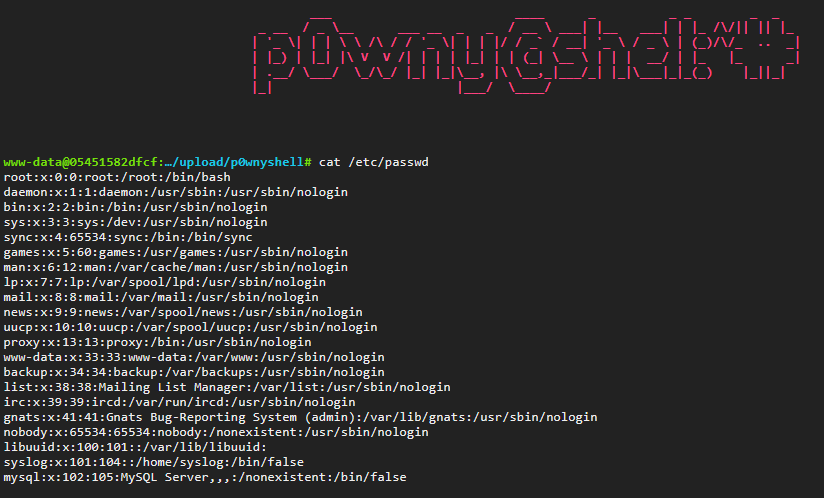 p0wny@shell:~#
www-data@05451582dfcf:…/upload/p0wnyshell# cat /etc/passwd
root:x:0:0:root:/root:/bin/bash
daemon:x:1:1:daemon:/usr/sbin:/usr/sbin/nologin
bin:x:2:2:bin:/bin:/usr/sbin/nologin
sys:x:3:3:sys:/dev:/usr/sbin/nologin
sync:x:4:65534:sync:/bin:/bin/sync
games:x:5:60:games:/usr/games:/usr/sbin/nologin
man:x:6:12:man:/var/cache/man:/usr/sbin/nologin
lp:x:7:7:lp:/var/spool/lpd:/usr/sbin/nologin
mail:x:8:8:mail:/var/mail:/usr/sbin/nologin
news:x:9:9:news:/var/spool/news:/usr/sbin/nologin
uucp:x:10:10:uucp:/var/spool/uucp:/usr/sbin/nologin
proxy:x:13:13:proxy:/bin:/usr/sbin/nologin
www-data:x:33:33:www-data:/var/www:/usr/sbin/nologin
backup:x:34:34:backup:/var/backups:/usr/sbin/nologin
list:x:38:38:Mailing List Manager:/var/list:/usr/sbin/nologin
irc:x:39:39:ircd:/var/run/ircd:/usr/sbin/nologin
gnats:x:41:41:Gnats Bug-Reporting System (admin):/var/lib/gnats:/usr/sbin/nologin
nobody:x:65534:65534:nobody:/nonexistent:/usr/sbin/nologin
libuuid:x:100:101::/var/lib/libuuid:
syslog:x:101:104::/home/syslog:/bin/false
mysql:x:102:105:MySQL Server,,,:/nonexistent:/bin/false